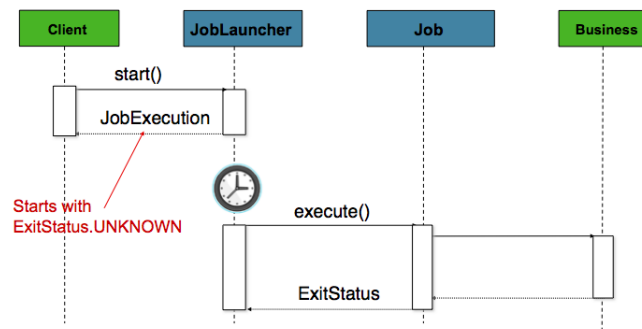 Client
JobLauncher
Job
Business
start()
JobExecution
Starts with
ExitStatus.UNKNOWN
execute()
ExitStatus